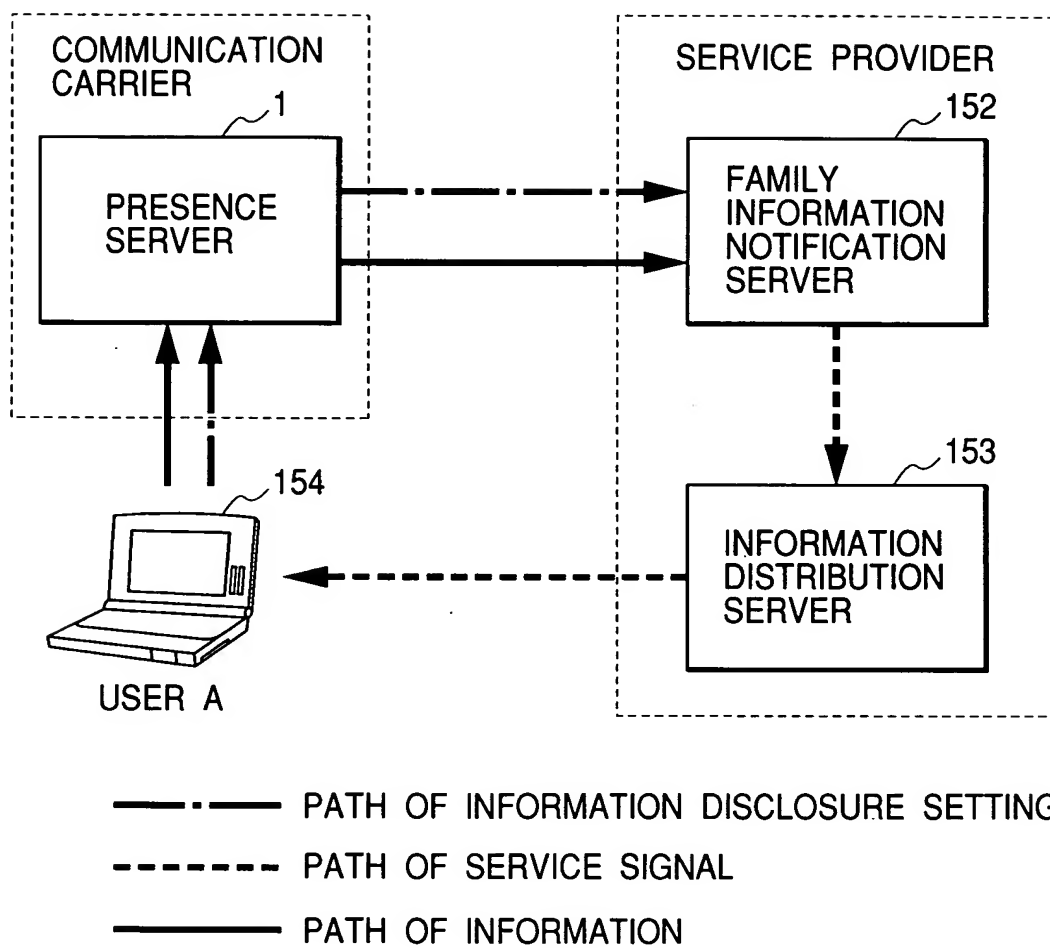 COMMUNICATION
CARRIER
1
PRESENCE
SERVER
SERVICE PROVIDER
152
FAMILY
INFORMATION
NOTIFICATION
SERVER
153
INFORMATION
DISTRIBUTION
SERVER
154
USER A
PATH OF INFORMATION DISCLOSURE SETTING
PATH OF SERVICE SIGNAL
PATH OF INFORMATION